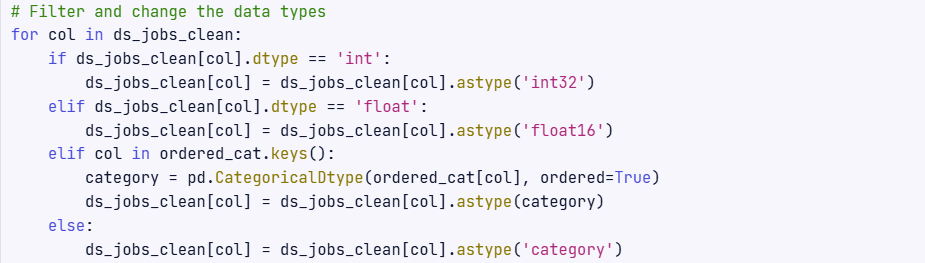 # Filter and change the data types
for col in ds_jobs_clean:
    if ds_jobs_clean[col].dtype == 'int':
        ds_jobs_clean[col] = ds_jobs_clean[col].astype('int32')
    elif ds_jobs_clean[col].dtype == 'float':
        ds_jobs_clean[col] = ds_jobs_clean[col].astype('float16')
    elif col in ordered_cat.keys():
        category = pd.CategoricalDtype(ordered_cat[col], ordered=True)
        ds_jobs_clean[col] = ds_jobs_clean[col].astype(category)
    else:
        ds_jobs_clean[col] = ds_jobs_clean[col].astype('category')